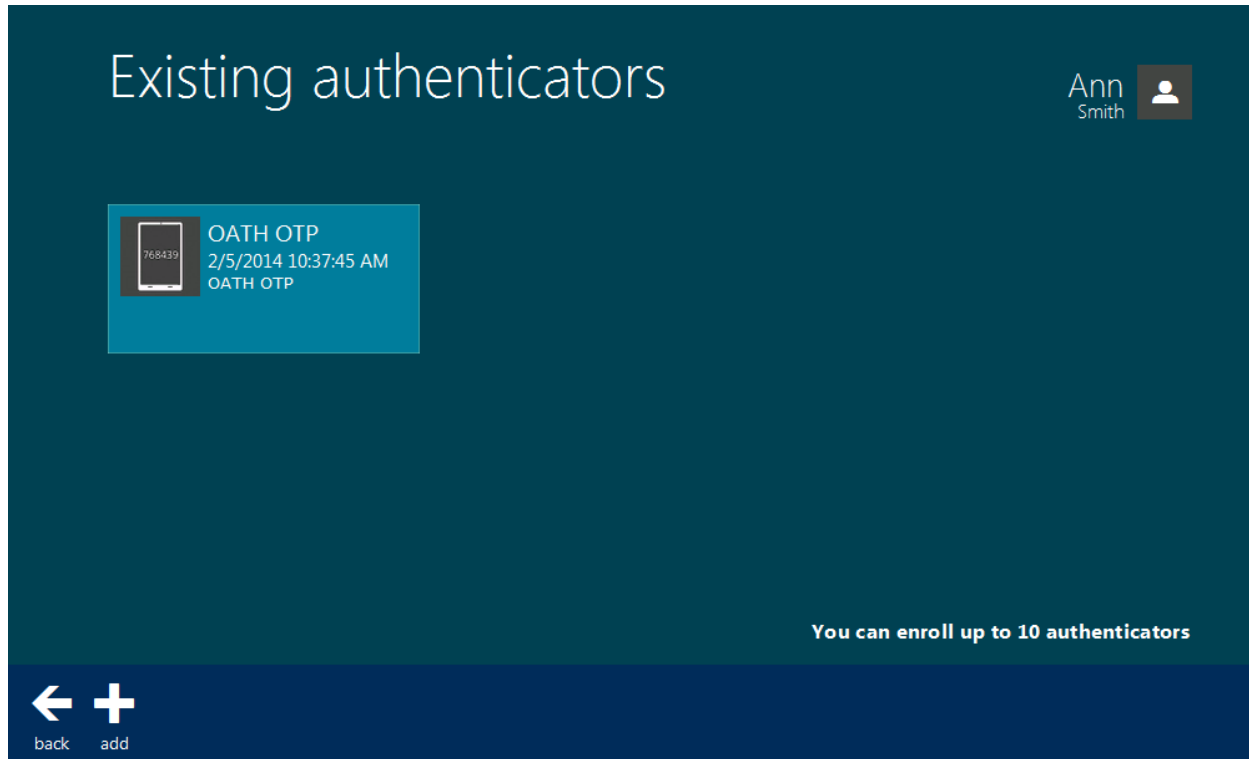 Existing authenticators
Ann
Smith
768439
OATH OTP
2/5/2014 10:37:45 AM
OATH OTP
You can enroll up to 10 authenticators
back
add